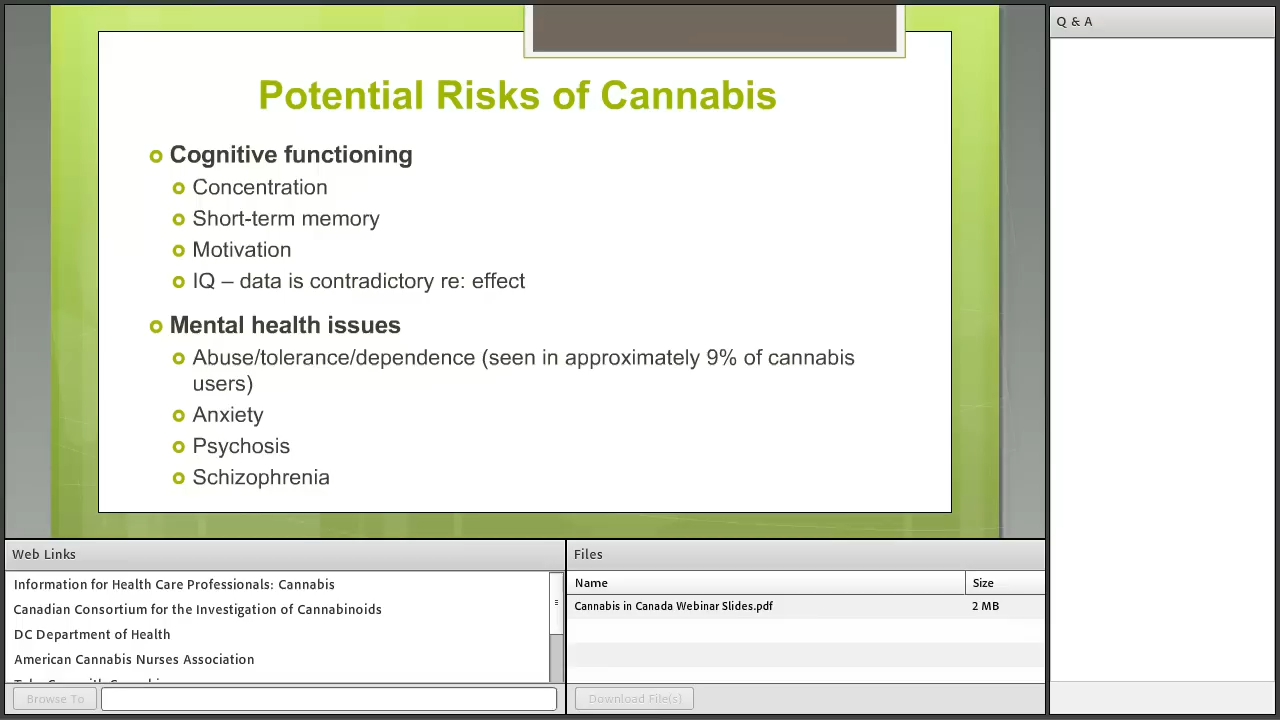 Potential Risks of Cannabis
Cognitive functioning
Concentration
Short-term memory
Motivation
IQ – data is contradictory re: effect
Mental health issues
Abuse/tolerance/dependence (seen in approximately 9% of cannabis
users)
Anxiety
Psychosis
Schizophrenia
Q & A
Web Links
Information for Health Care Professionals: Cannabis
Canadian Consortium for the Investigation of Cannabinoids
DC Department of Health
American Cannabis Nurses Association
Browse To
Files
Name Size
Cannabis in Canada Webinar Slides.pdf 2 MB
Download File(s)